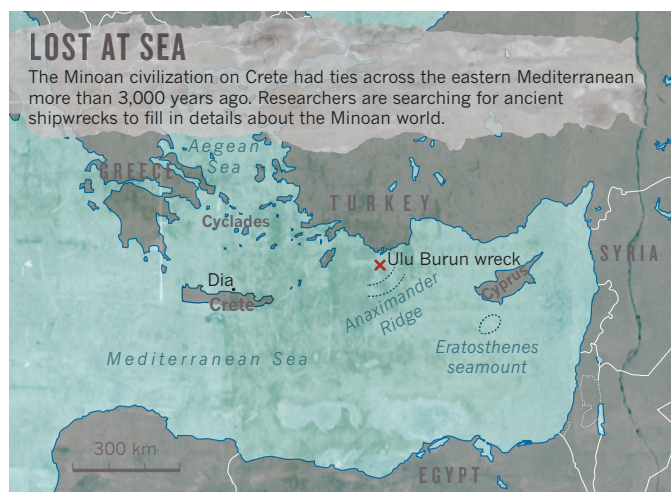 LOST AT SEA
The Minoan civilization on Crete had ties across the eastern Mediterranean
more than 3,000 years ago. Researchers are searching for ancient
shipwrecks to fill in details about the Minoan world.
Aegean
Sea
GREECE
TURKEY
Cyclades
SYRIA
Ulu Burun wreck
Dia
Crete
Cyprus
Anaximander
Ridge
Eratosthenes
seamount
Mediterranean Sea
300 km
EGYPT